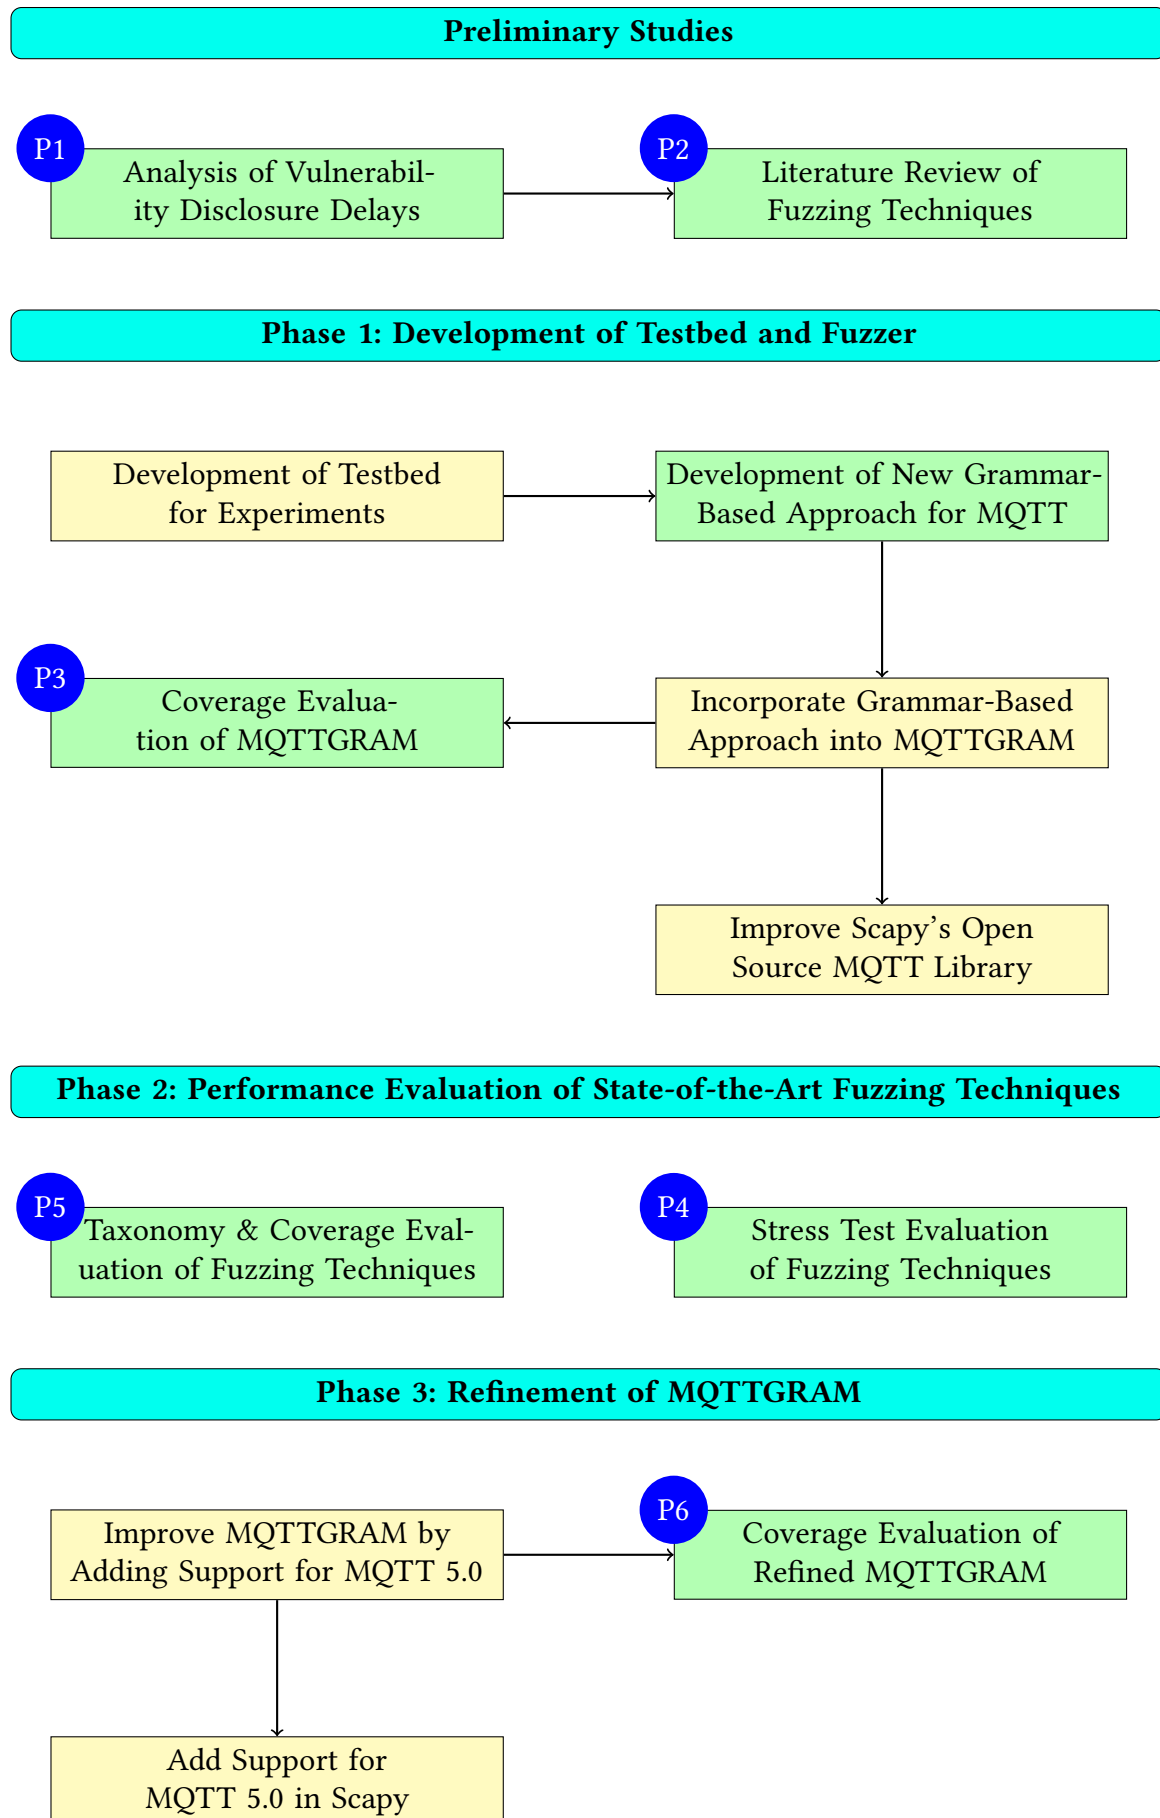 Preliminary Studies
P1
Analysis of Vulnerabil-
ity Disclosure Delays
P2
Literature Review of
Fuzzing Techniques
Phase 1: Development of Testbed and Fuzzer
Development of Testbed
for Experiments
Development of New Grammar-
Based Approach for MQTT
P3
Coverage Evalua-
tion of MQTTGRAM
Incorporate Grammar-Based
Approach into MQTTGRAM
Improve Scapy's Open
Source MQTT Library
Phase 2: Performance Evaluation of State-of-the-Art Fuzzing Techniques
P5
Taxonomy & Coverage Eval-
uation of Fuzzing Techniques
P4
Stress Test Evaluation
of Fuzzing Techniques
Phase 3: Refinement of MQTTGRAM
Improve MQTTGRAM by
Adding Support for MQTT 5.0
P6
Coverage Evaluation of
Refined MQTTGRAM
Add Support for
MQTT 5.0 in Scapy